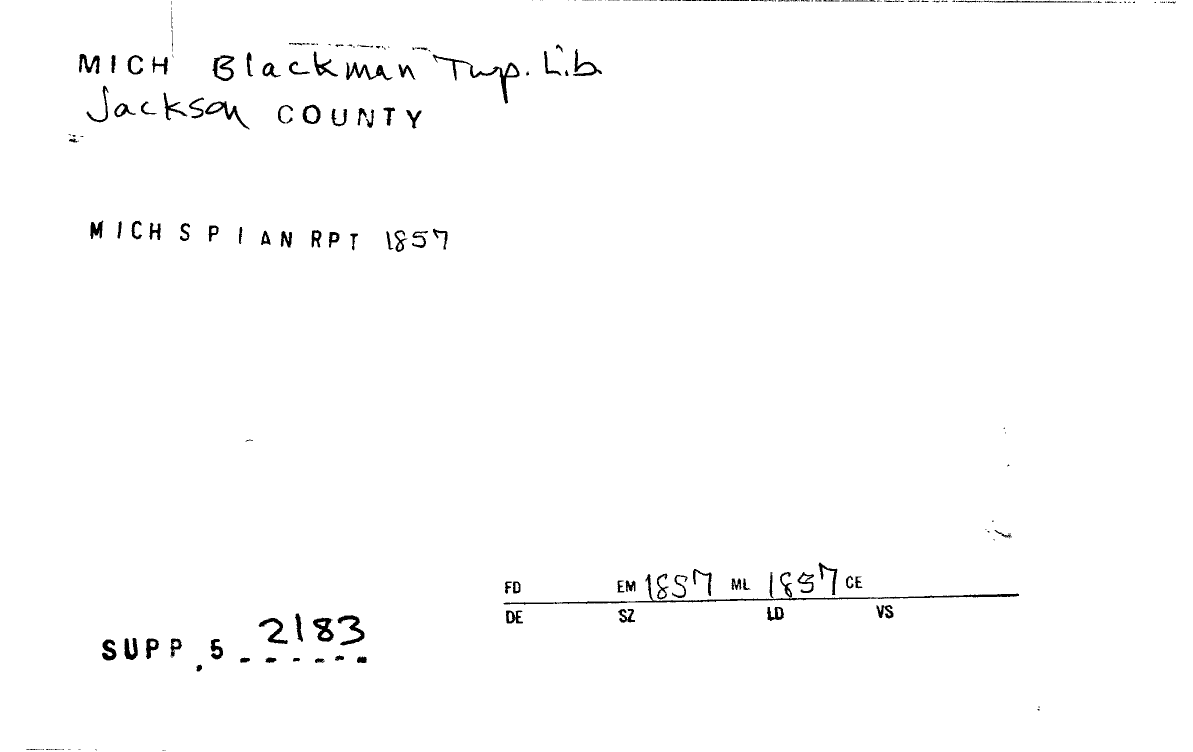 MICH Blackman Twp. Lib.
Jackson COUNTY
MICH S P I AN RPT 1857
FD EM 1857 ML 1857 CE
DE SZ LD VS
SUPP.5 2183